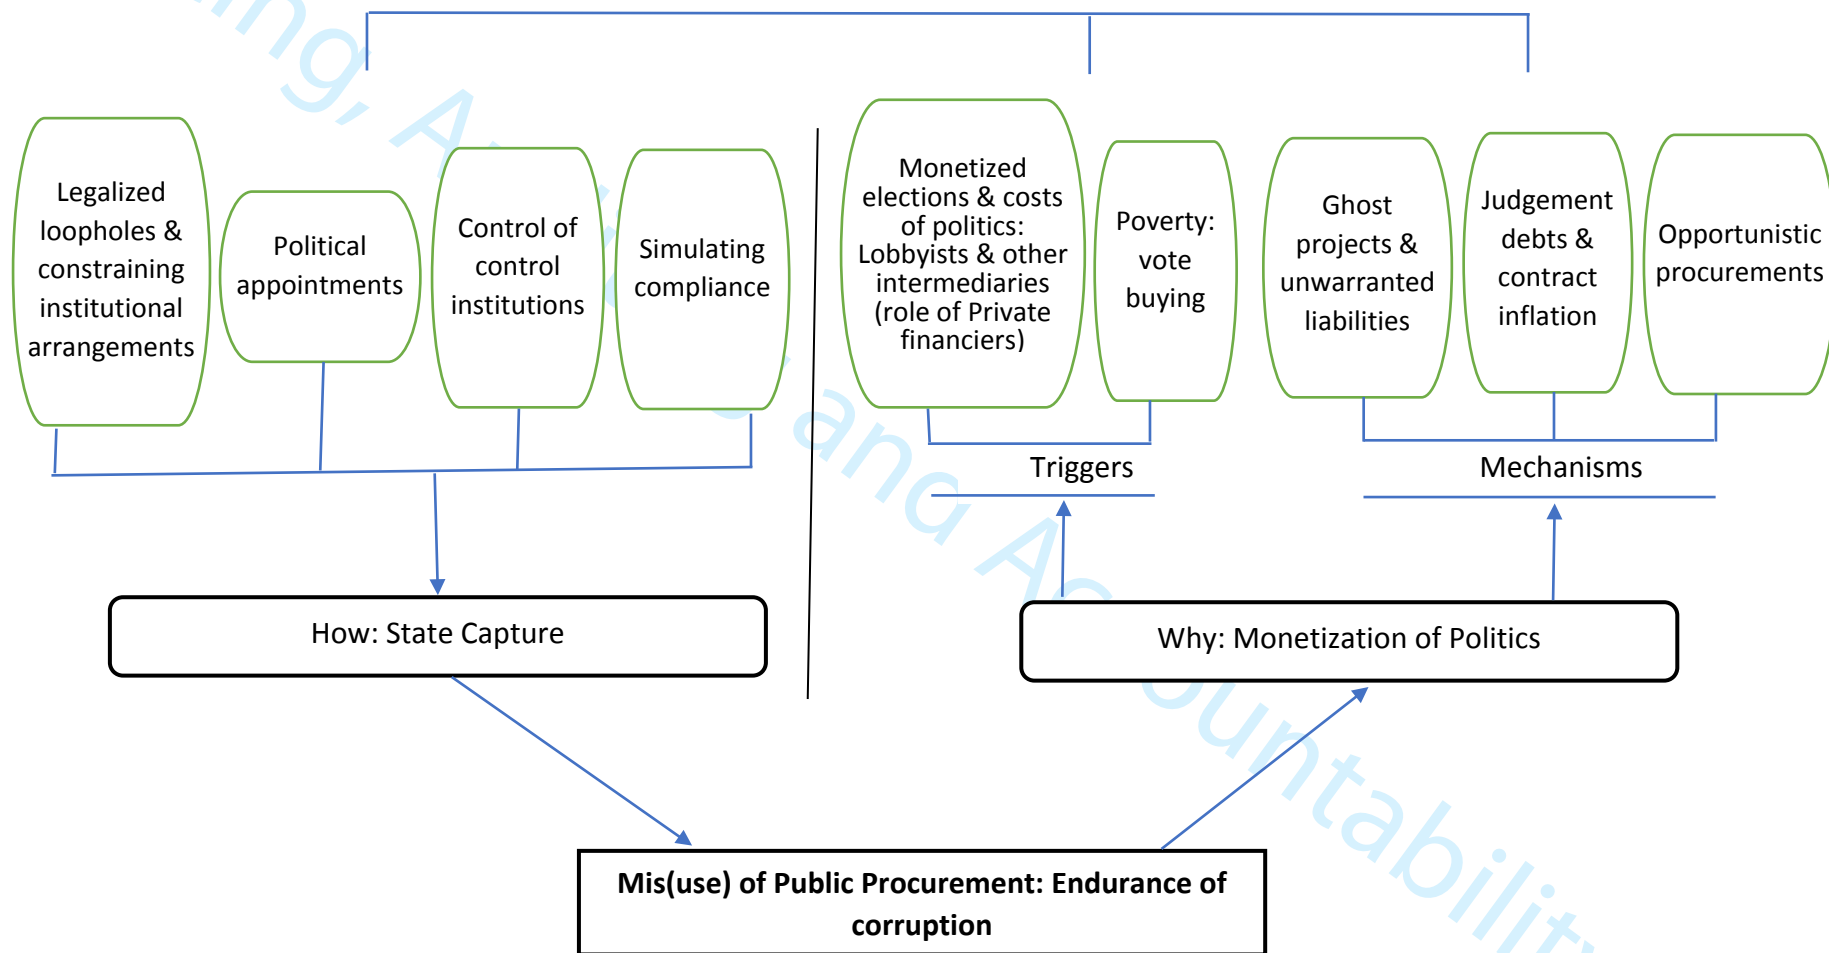 Legalized
loopholes &
constraining
institutional
arrangements
Political
appointments
Control of
control
institutions
Simulating
compliance
Monetized
elections & costs
of politics:
Lobbyists & other
intermediaries
(role of Private
financiers)
Poverty:
vote
buying
Ghost
projects &
unwarranted
liabilities
Judgement
debts &
contract
inflation
Opportunistic
procurements
Triggers
Mechanisms
How: State Capture
Why: Monetization of Politics
Mis(use) of Public Procurement: Endurance of
corruption